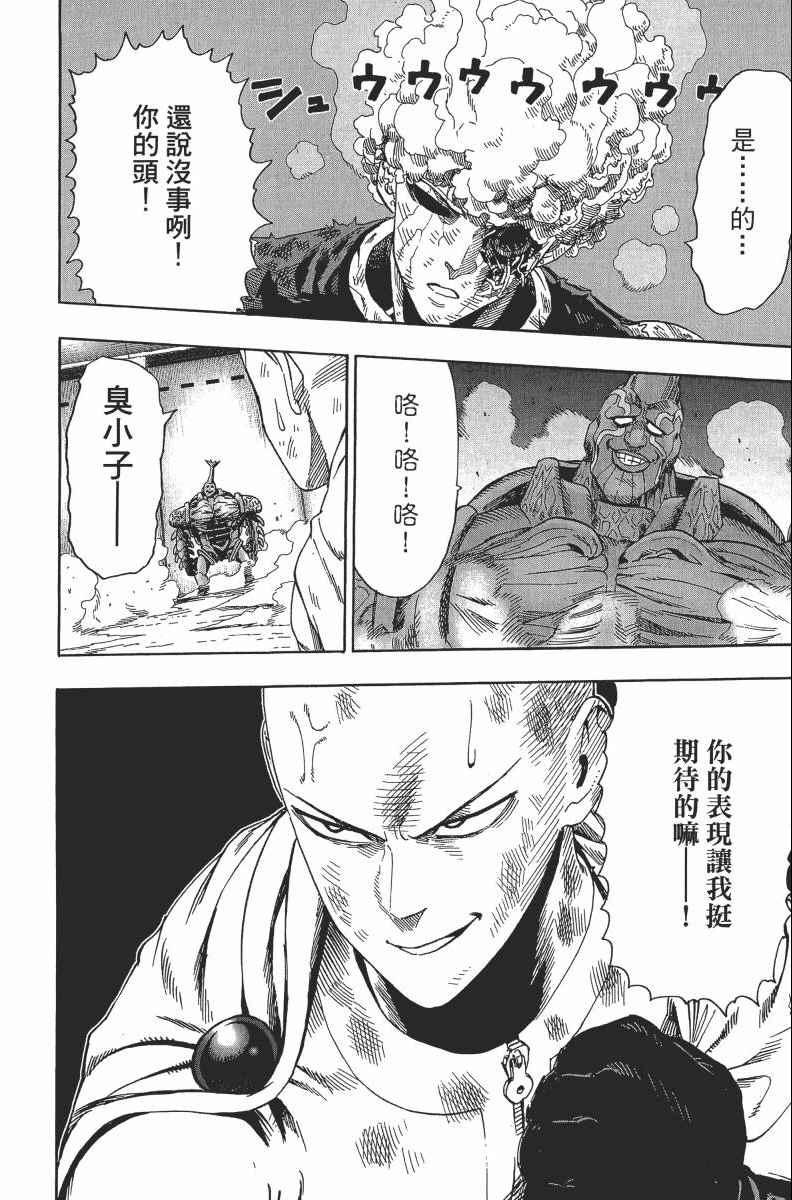 是……的…
シュウウウウウウウ
還說沒事咧！
你的頭！
咯！咯！咯！
臭小子——
你的表現讓我挺
期待的嘛——！